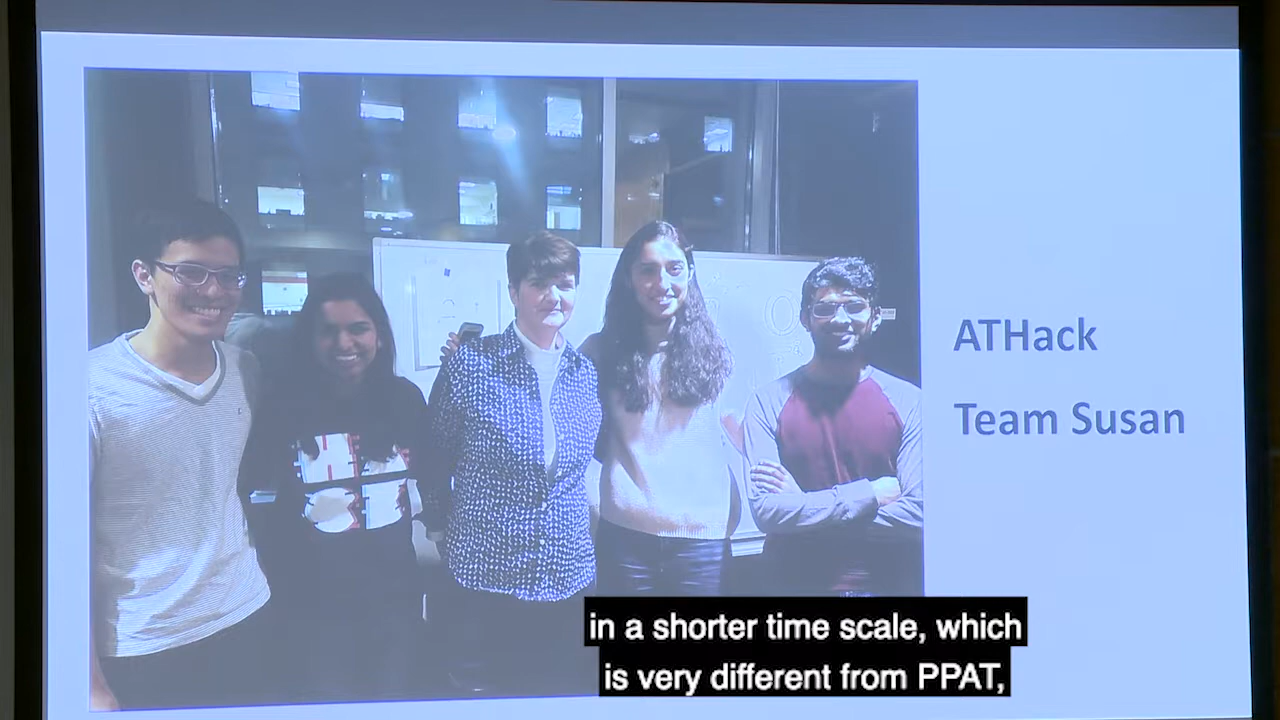 ATHack
Team Susan
in a shorter time scale, which
is very different from PPAT,